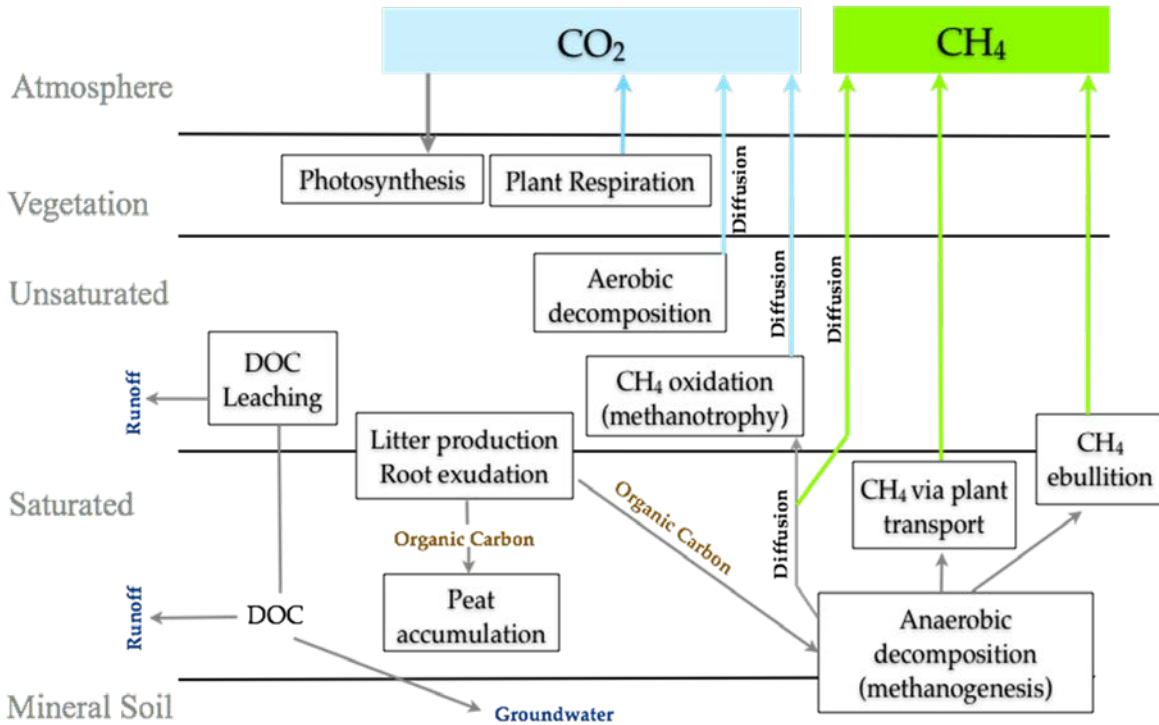 CO₂
CH₄
Atmosphere
Photosynthesis
Plant Respiration
Diffusion
Vegetation
Aerobic
decomposition
Unsaturated
Diffusion
Diffusion
DOC
Leaching
Runoff
CH₄ oxidation
(methanotrophy)
Litter production
Root exudation
CH₄
ebullition
CH₄ via plant
transport
Saturated
Organic Carbon
Organic Carbon
Diffusion
Peat
accumulation
Runoff
DOC
Anaerobic
decomposition
(methanogenesis)
Mineral Soil
Groundwater